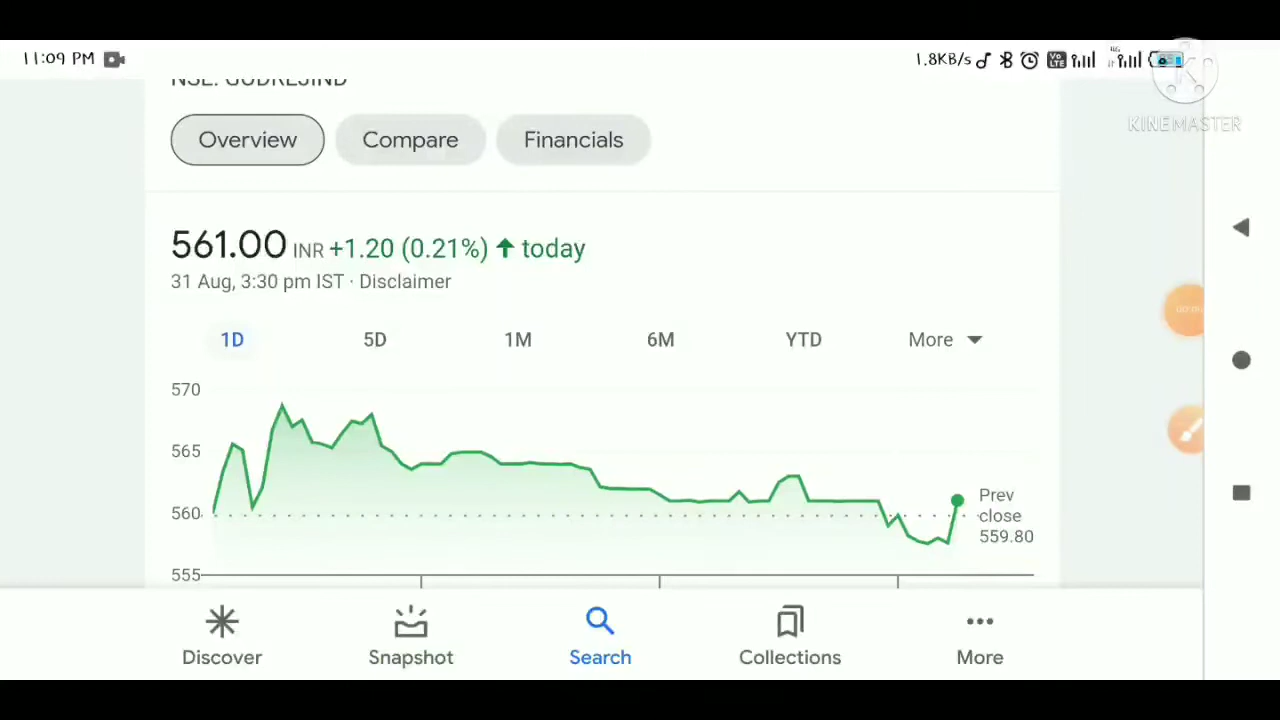 11:09 PM
1.8KB/s
NSE: GODREJIND
KINEMASTER
Overview Compare Financials
561.00 INR +1.20 (0.21%) ↑ today
31 Aug, 3:30 pm IST · Disclaimer
1D 5D 1M 6M YTD More
570
565
560
555
Prev
close
559.80
Discover Snapshot Search Collections More